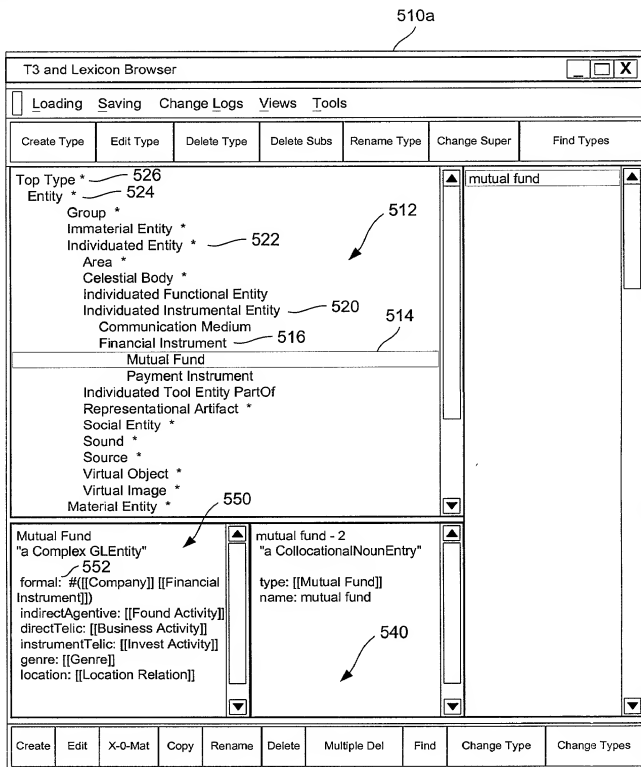 510a
T3 and Lexicon Browser
Loading Saving Change Logs Views Tools
Create Type Edit Type Delete Type Delete Subs Rename Type Change Super Find Types
Top Type * 526
Entity * 524
Group *
Immaterial Entity *
Individuated Entity * 522
Area *
Celestial Body *
Individuated Functional Entity
Individuated Instrumental Entity 520
Communication Medium
Financial Instrument 516
Mutual Fund
Payment Instrument
Individuated Tool Entity PartOf
Representational Artifact *
Social Entity *
Sound *
Source *
Virtual Object *
Virtual Image *
Material Entity *
512
514
mutual fund
550
Mutual Fund
"a Complex GLEntity"
552
formal: #([[Company]] [[Financial
Instrument]])
indirectAgentive: [[Found Activity]]
directTelic: [[Business Activity]]
instrumentTelic: [[Invest Activity]]
genre: [[Genre]]
location: [[Location Relation]]
mutual fund - 2
"a CollocationalNounEntry"
type: [[Mutual Fund]]
name: mutual fund
540
Create Edit X-0-Mat Copy Rename Delete Multiple Del Find Change Type Change Types